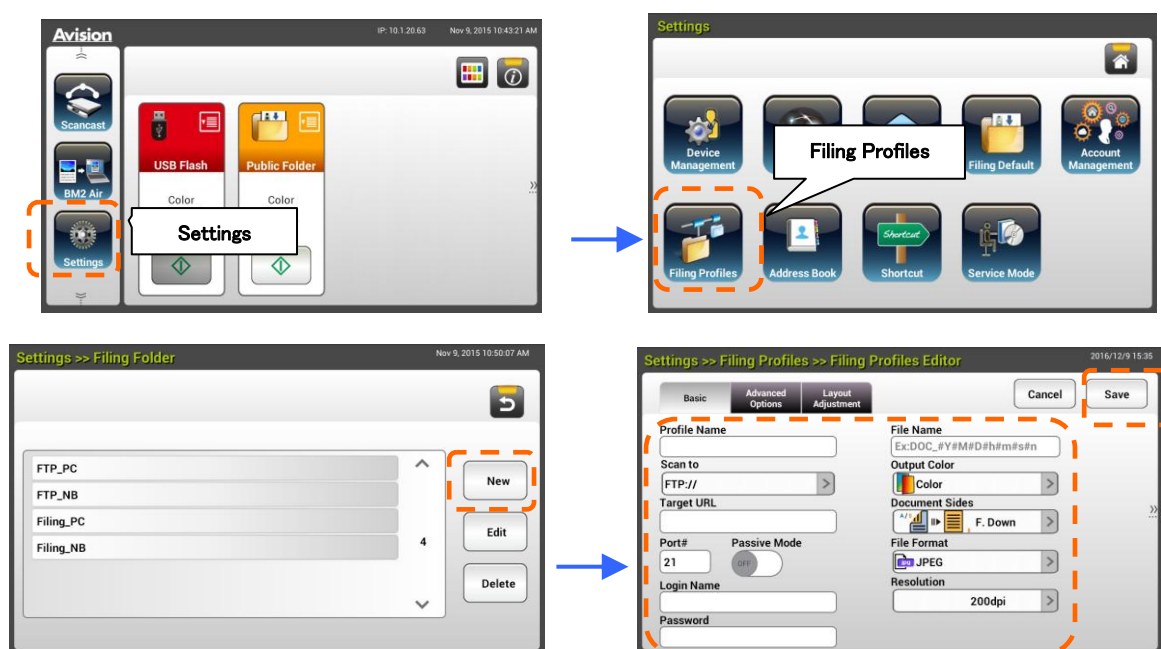 Avision
IP: 10.1.20.63 Nov 9, 2015 10:43:21 AM
Scancast
BM2 Air
Settings
USB Flash
Public Folder
Color
Color
Settings
Settings
Device Management
Filing Default
Account Management
Filing Profiles
Filing Profiles
Address Book
Shortcut
Shortcut
Service Mode
Settings >> Filing Folder
Nov 9, 2015 10:50:07 AM
FTP_PC
FTP_NB
Filing_PC
Filing_NB
4
New
Edit
Delete
Settings >> Filing Profiles >> Filing Profiles Editor
2016/12/9 15:35
Basic
Advanced Options
Layout Adjustment
Cancel
Save
Profile Name
Scan to
FTP://
Target URL
Port# Passive Mode
21
OFF
Login Name
Password
File Name
Ex:DOC_#Y#M#D#h#m#s#n
Output Color
Color
Document Sides
F. Down
File Format
JPEG
Resolution
200dpi